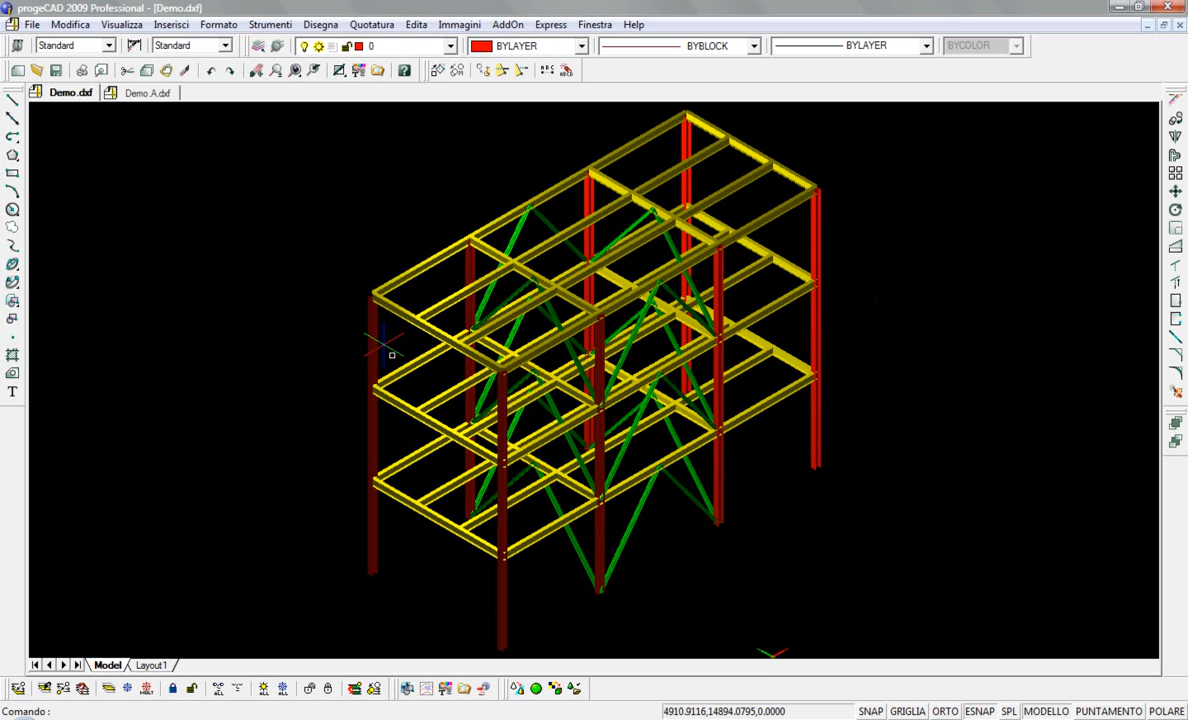 progeCAD 2009 Professional - [Demo.dxf]
File Modifica Visualizza Inserisci Formato Strumenti Disegna Quotatura Edita Immagini AddOn Express Finestra Help
Standard Standard 0 BYLAYER BYBLOCK BYLAYER BYCOLOR
Demo.dxf Demo.A.dxf
T
Model Layout1
Comando : 4910.9116,14894.0795,0.0000 SNAP GRIGLIA ORTO ESNAP SPL MODELLO PUNTAMENTO POLARE